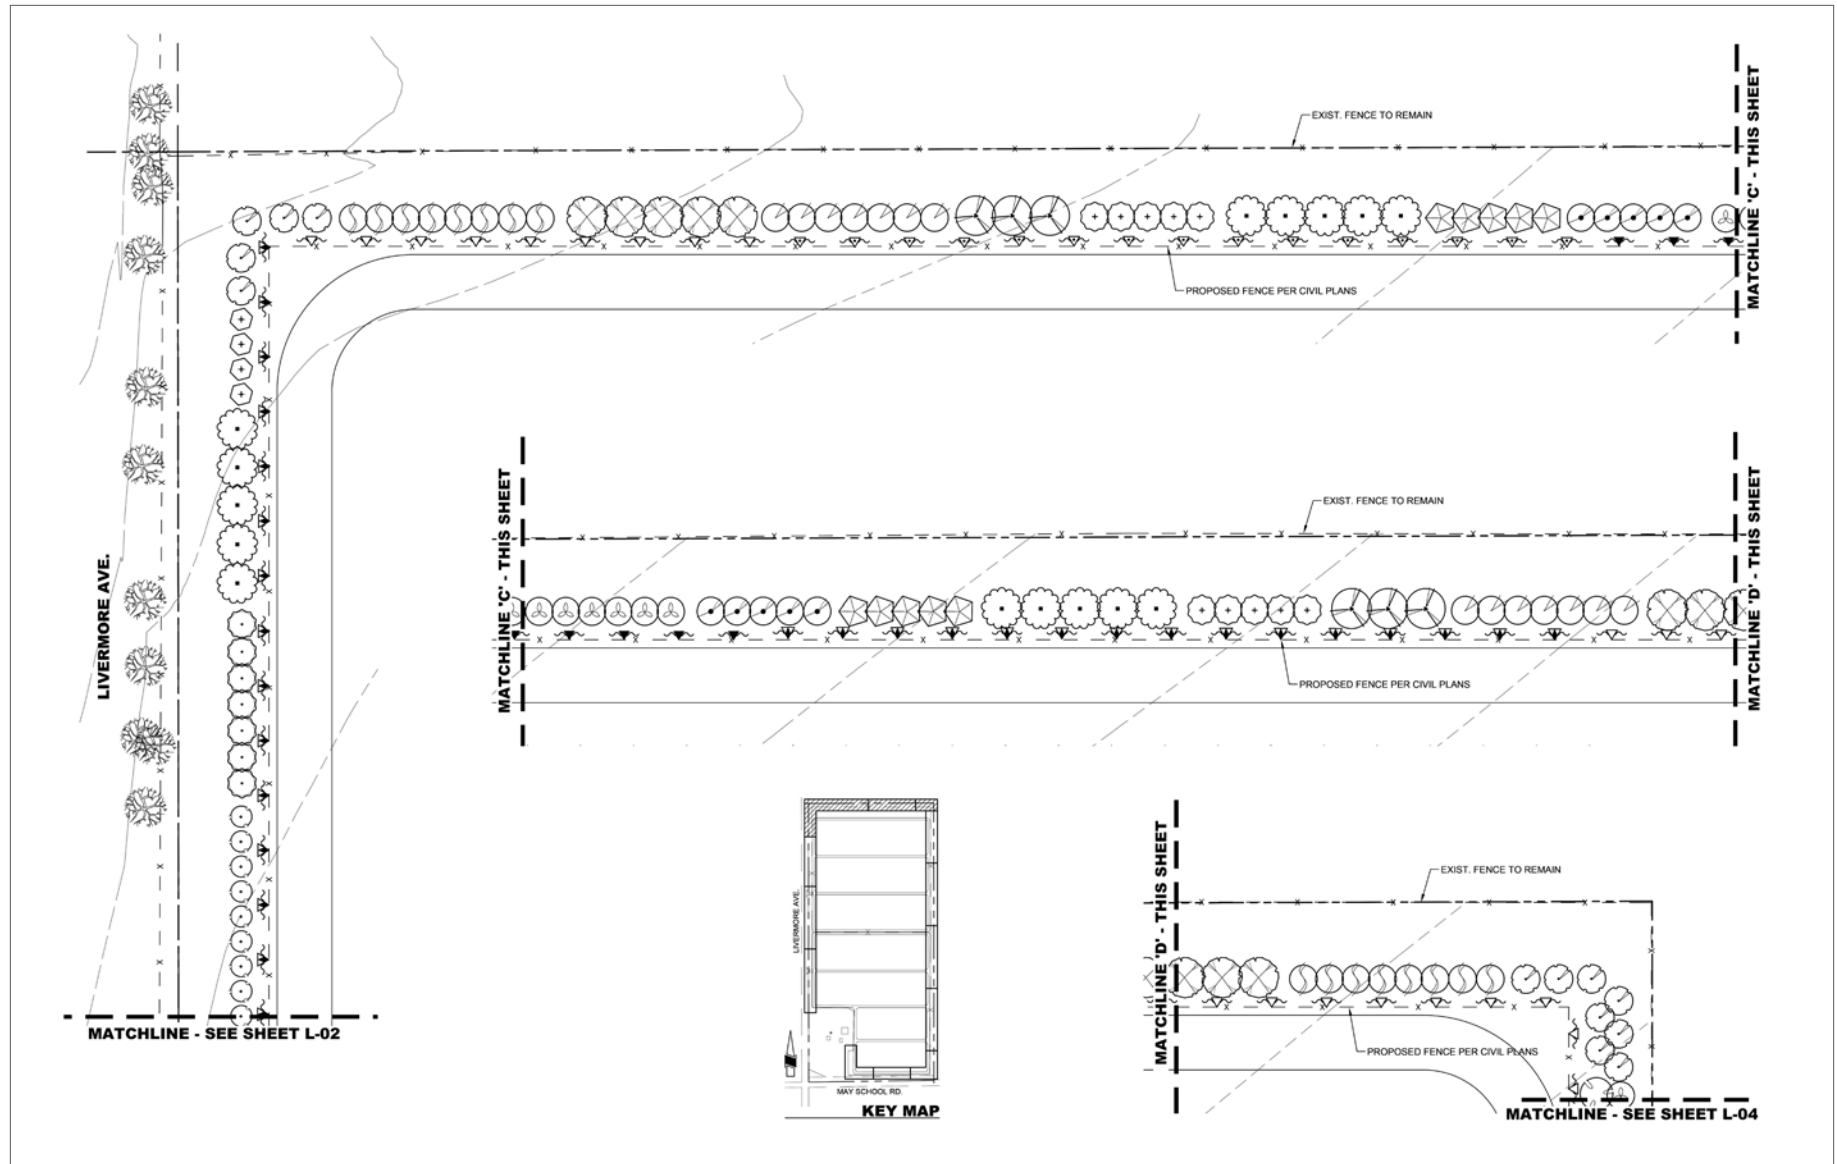 EXIST. FENCE TO REMAIN
MATCHLINE 'C' - THIS SHEET
PROPOSED FENCE PER CIVIL PLANS
LIVERMORE AVE.
MATCHLINE 'C' - THIS SHEET
EXIST. FENCE TO REMAIN
MATCHLINE 'D' - THIS SHEET
PROPOSED FENCE PER CIVIL PLANS
MATCHLINE - SEE SHEET L-02
LIVERMORE AVE.
MAY SCHOOL RD.
KEY MAP
MATCHLINE 'D' - THIS SHEET
EXIST. FENCE TO REMAIN
PROPOSED FENCE PER CIVIL PLANS
MATCHLINE - SEE SHEET L-04